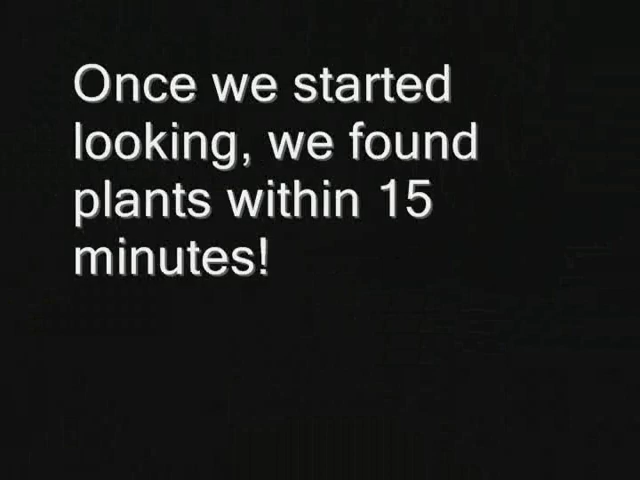 Once we started
looking, we found
plants within 15
minutes!